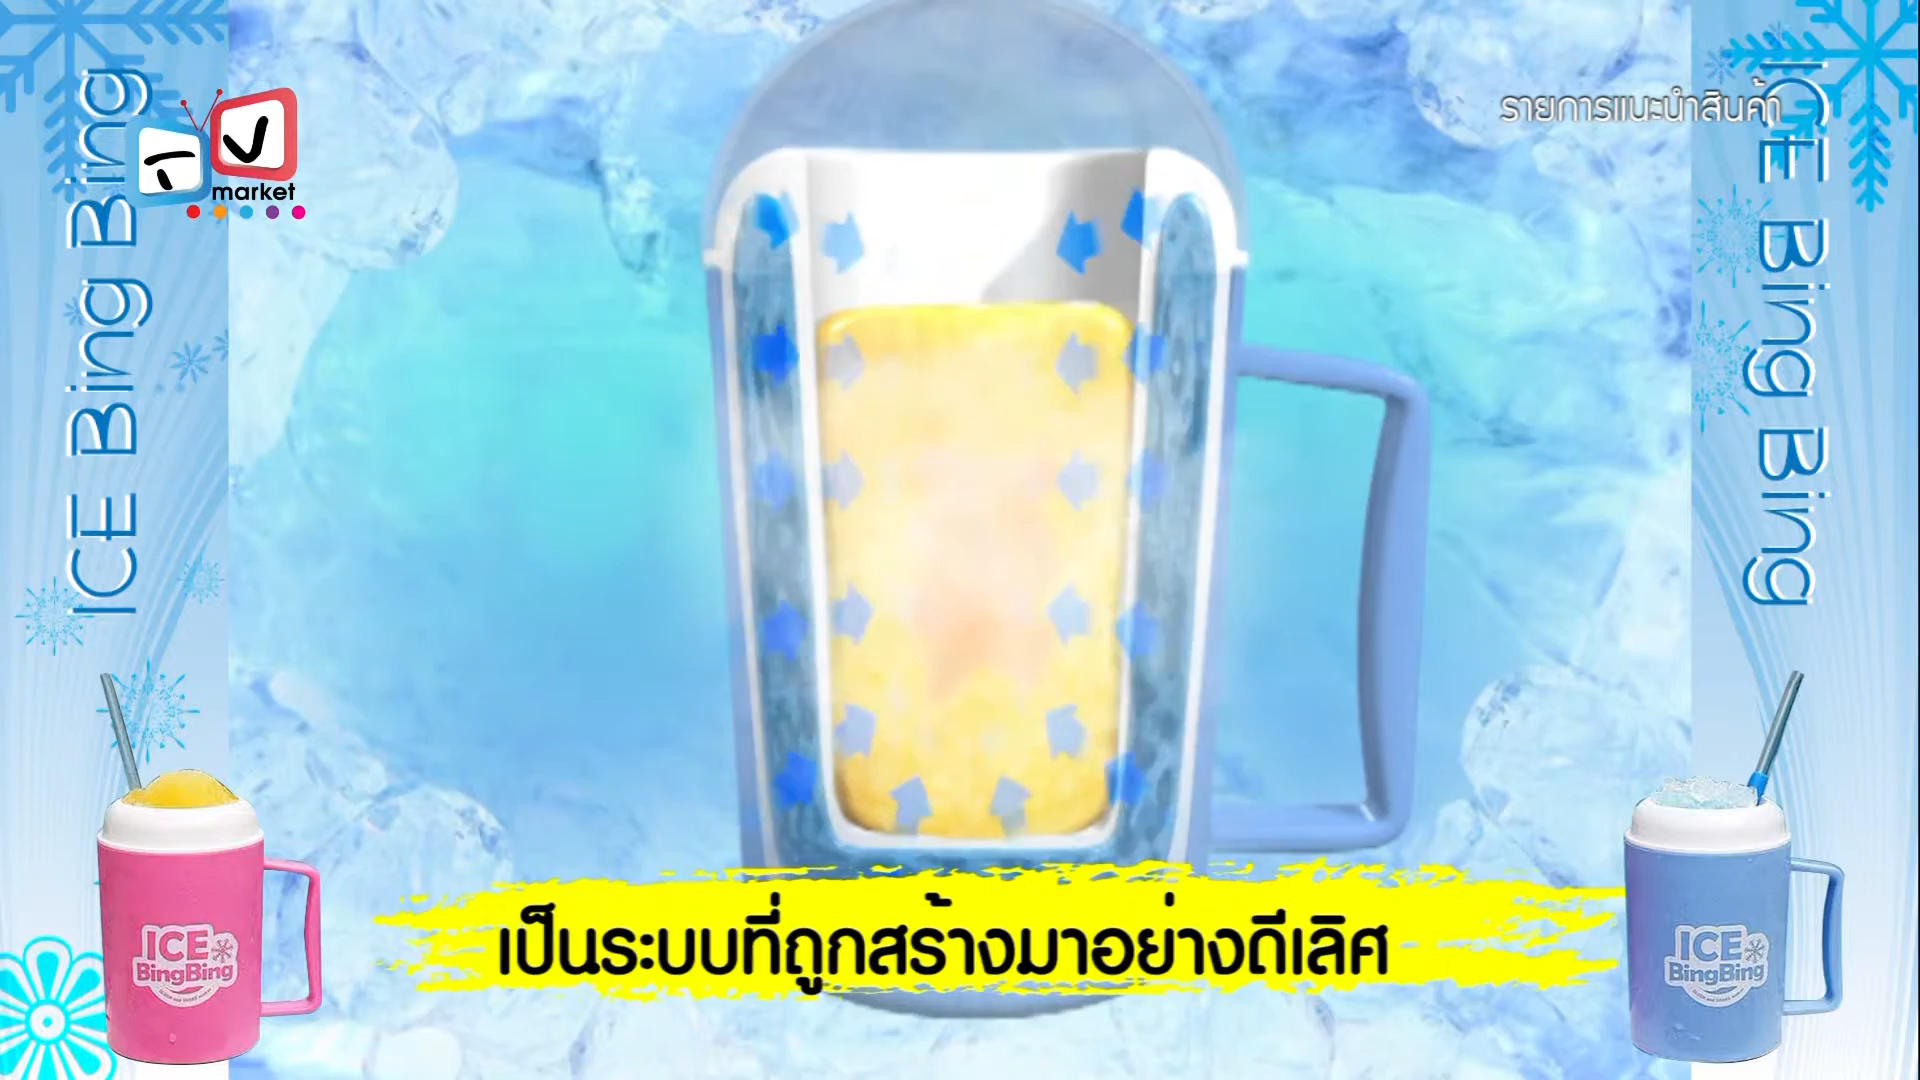 ICE Bing Bing
TV
market
รายการแนะนำสินค้า
ICE Bing Bing
ICE
BingBing
ICE
BingBing
เป็นระบบที่ถูกสร้างมาอย่างดีเลิศ